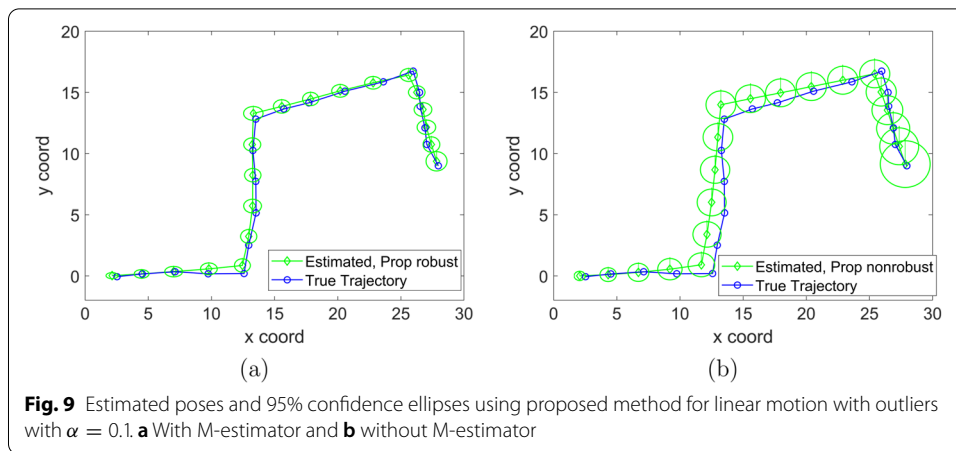 20
15
10
5
0
0 5 10 15 20 25 30
y coord
x coord
Estimated, Prop robust
True Trajectory
(a)
20
15
10
5
0
0 5 10 15 20 25 30
y coord
x coord
Estimated, Prop nonrobust
True Trajectory
(b)
Fig. 9 Estimated poses and 95% confidence ellipses using proposed method for linear motion with outliers
with α = 0.1. a With M-estimator and b without M-estimator